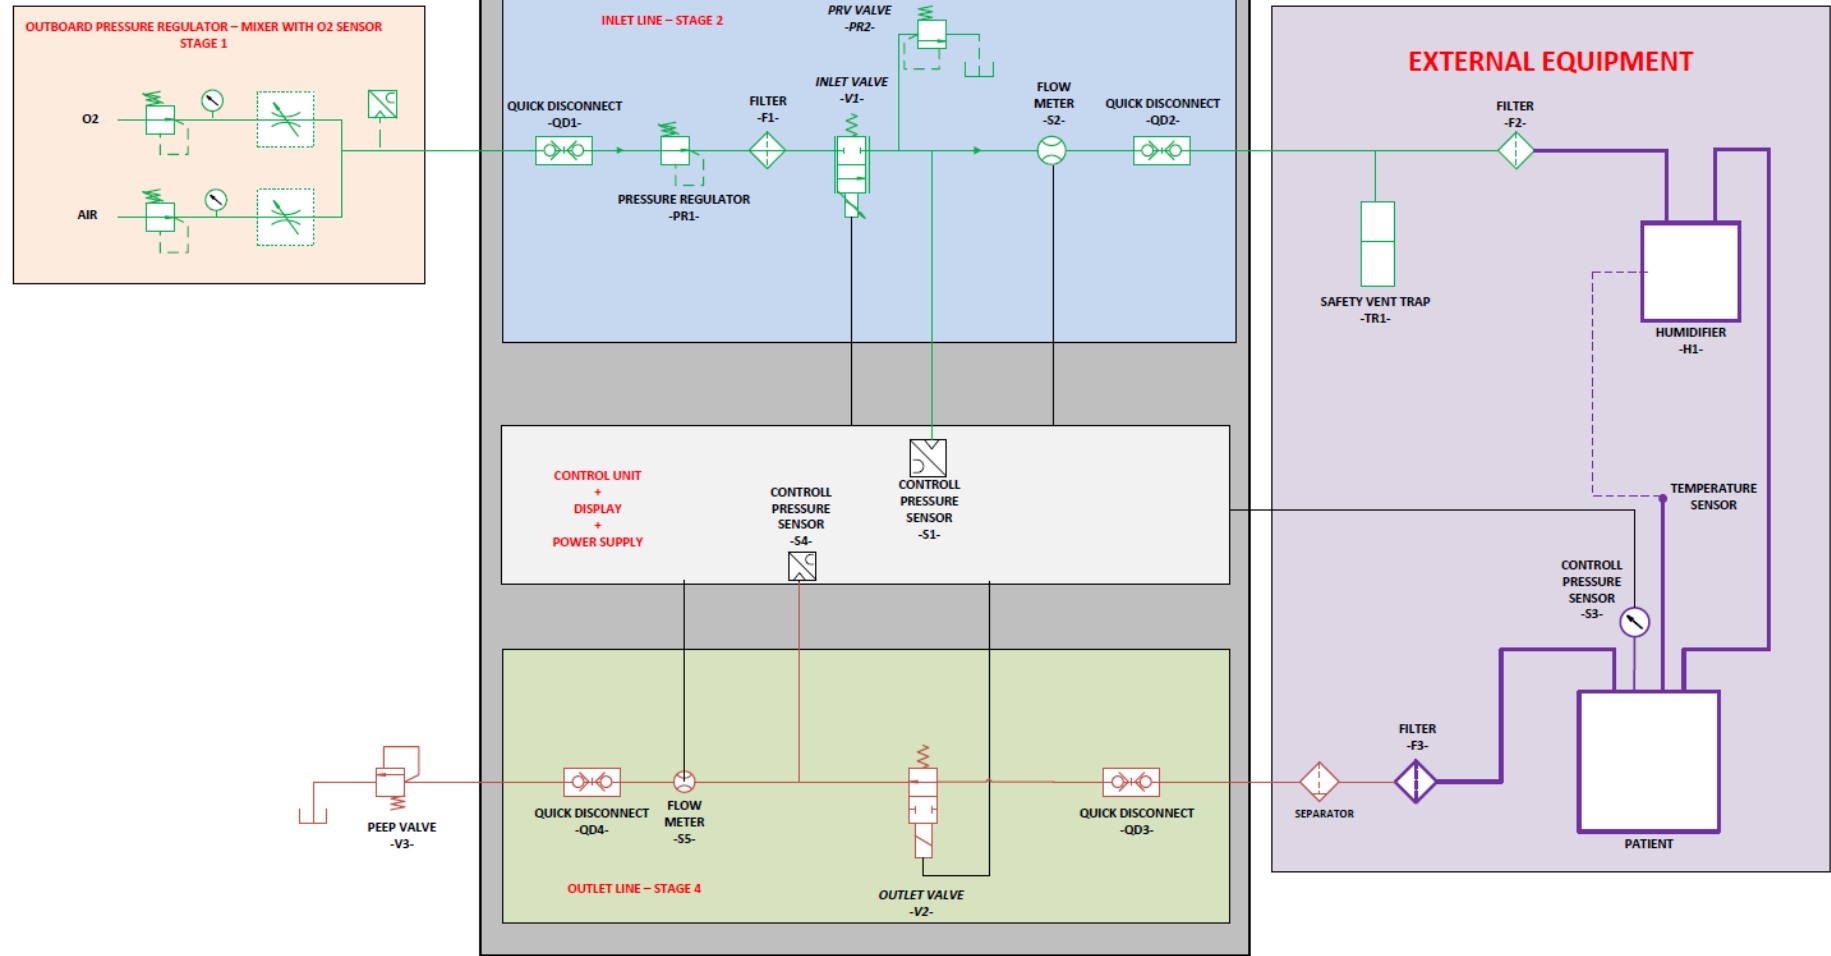 OUTBOARD PRESSURE REGULATOR – MIXER WITH O2 SENSOR
STAGE 1
O2
AIR
INLET LINE – STAGE 2
PRV VALVE
-PR2-
INLET VALVE
-V1-
QUICK DISCONNECT
-QD1-
PRESSURE REGULATOR
-PR1-
FILTER
-F1-
FLOW
METER
-S2-
QUICK DISCONNECT
-QD2-
EXTERNAL EQUIPMENT
FILTER
-F2-
SAFETY VENT TRAP
-TR1-
HUMIDIFIER
-H1-
TEMPERATURE
SENSOR
CONTROLL
PRESSURE
SENSOR
-S3-
FILTER
-F3-
SEPARATOR
PATIENT
CONTROL UNIT
+
DISPLAY
+
POWER SUPPLY
CONTROLL
PRESSURE
SENSOR
-S4-
CONTROLL
PRESSURE
SENSOR
-S1-
PEEP VALVE
-V3-
QUICK DISCONNECT
-QD4-
FLOW
METER
-S5-
OUTLET VALVE
-V2-
QUICK DISCONNECT
-QD3-
OUTLET LINE – STAGE 4